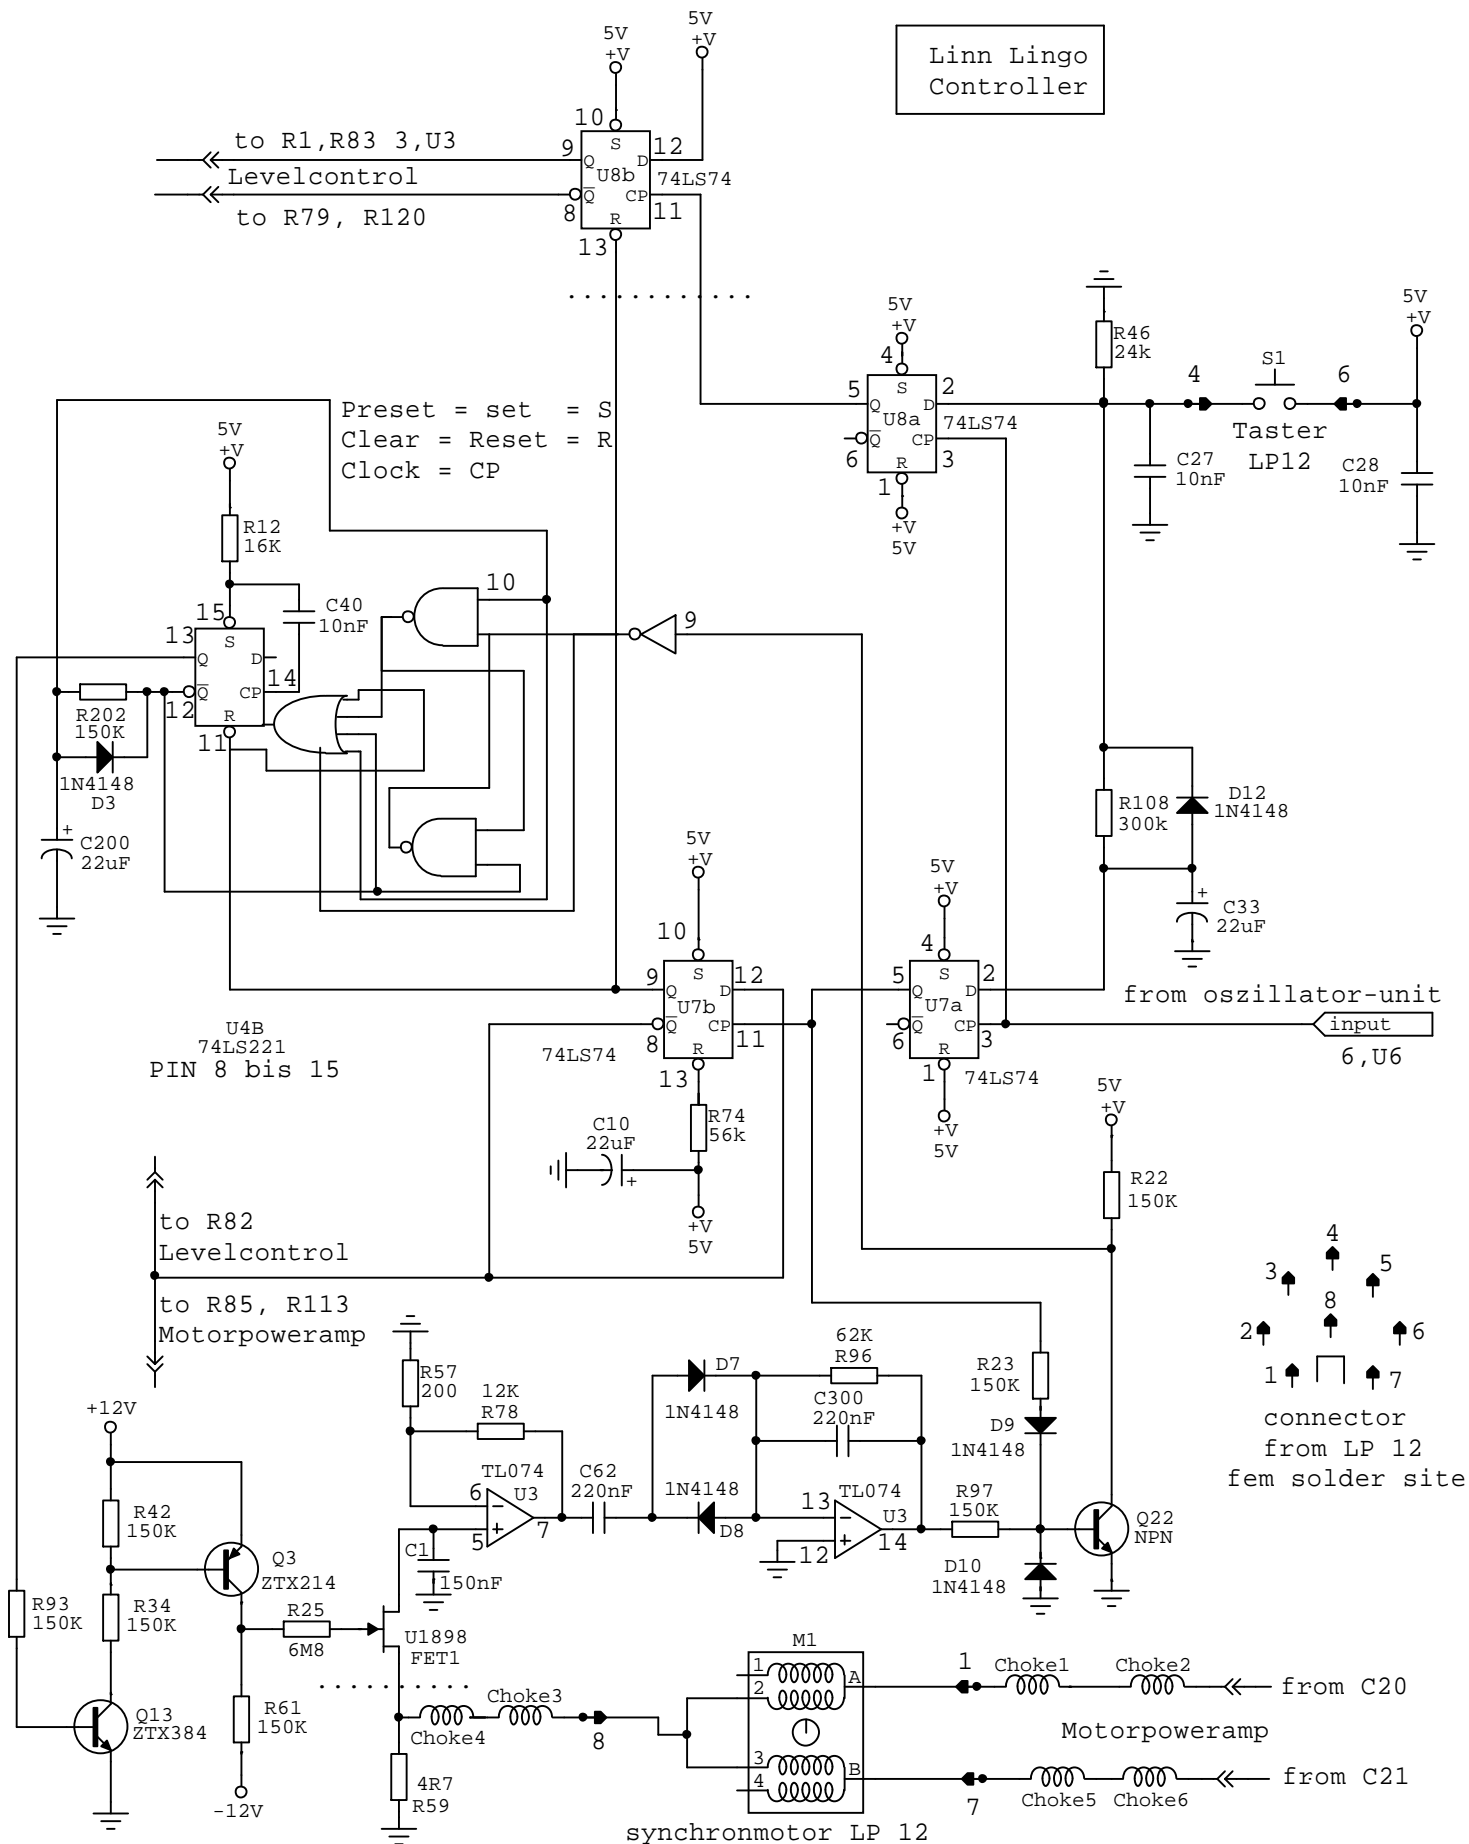 Linn Lingo
Controller
5V
+V
5V
+V
10
to R1,R83 3,U3
9
Q
S
D
12
U8b
Levelcontrol
74LS74
8
Q
CP
11
to R79, R120
R
13
5V
+V
4
R46
24k
5V
+V
S1
4
6
5
Q
S
D
2
U8a
74LS74
6
Q
CP
3
R
1
+V
5V
Taster
LP12
C27
10nF
C28
10nF
Preset = set = S
Clear = Reset = R
Clock = CP
5V
+V
R12
16K
C40
10nF
10
9
15
13
Q
S
D
14
12
Q
CP
R
11
R202
150K
1N4148
D3
+
C200
22uF
R108
300k
D12
1N4148
+
C33
22uF
5V
+V
5V
+V
10
9
Q
S
D
12
U7b
74LS74
8
Q
CP
11
R
13
4
5
Q
S
D
2
U7a
6
Q
CP
3
R
1
74LS74
+V
5V
from oszillator-unit
input
6,U6
U4B
74LS221
PIN 8 bis 15
C10
22uF
+
R74
56k
+V
5V
5V
+V
R22
150K
to R82
Levelcontrol
to R85, R113
Motorpoweramp
4
3
5
8
2
6
1
7
connector
from LP 12
fem solder site
R57
200
12K
R78
D7
1N4148
62K
R96
C300
220nF
R23
150K
D9
1N4148
+12V
TL074
U3
6
-
+
5
7
C62
220nF
1N4148
D8
TL074
U3
13
-
+
12
14
R97
150K
Q22
NPN
D10
1N4148
R42
150K
Q3
ZTX214
C1
150nF
R93
150K
R34
150K
R25
6M8
U1898
FET1
Q13
ZTX384
R61
150K
-12V
Choke4
Choke3
8
4R7
R59
M1
1
2
A
3
4
B
1
Choke1
Choke2
from C20
Motorpoweramp
7
Choke5
Choke6
from C21
synchronmotor LP 12